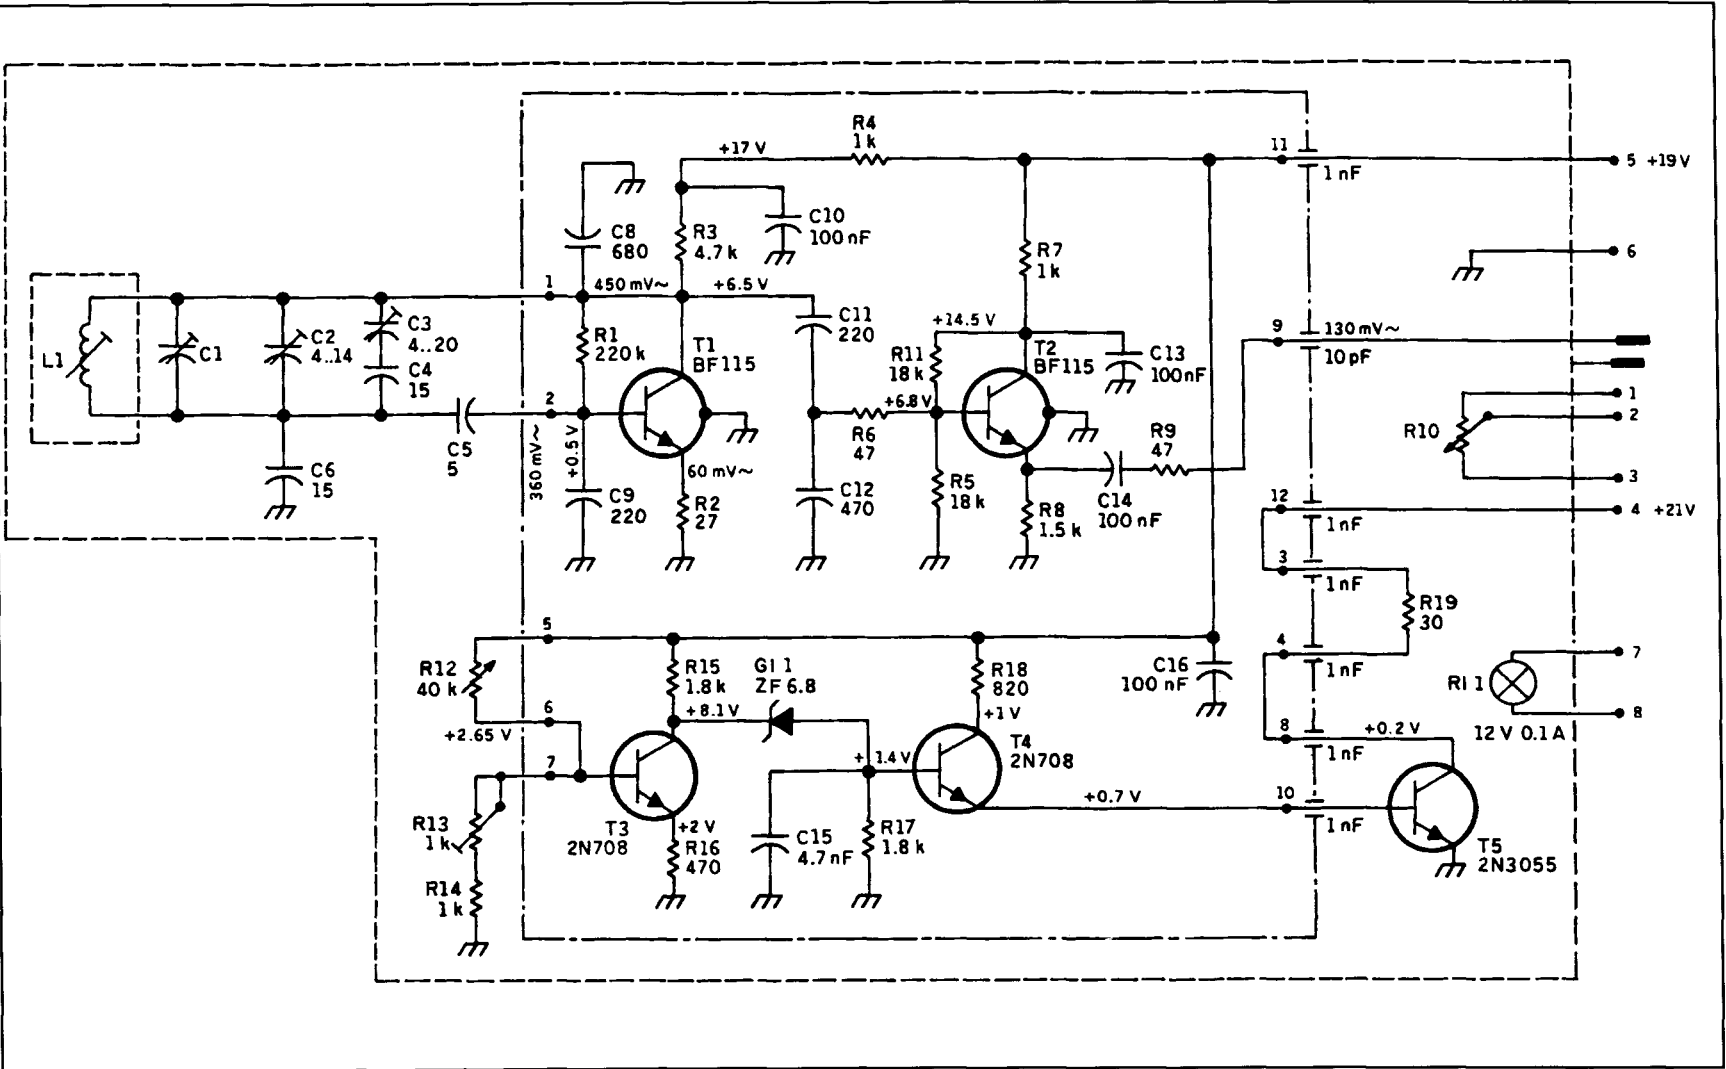 R4
1 k
+17 V
11
1 nF
5 +19 V
C8
680
R3
4.7 k
C10
100 nF
R7
1k
6
1
450 mV~
+6.5 V
L1
C1
C2
4..14
C3
4..20
C4
15
R1
220 k
T1
BF115
C11
220
+14.5 V
R11
18 k
T2
BF115
C13
100 nF
9
130 mV~
10 pF
1
2
3
R10
2
C5
5
C6
15
360 mV~
+0.5 V
C9
220
60 mV~
R2
27
R6
47
+6.8 V
C12
470
R5
18 k
R8
1.5 k
C14
100 nF
R9
47
12
1 nF
4 +21V
3
1 nF
R19
30
4
1 nF
5
R12
40 k
6
+2.65 V
7
R15
1.8 k
+8.1 V
GI 1
ZF 6.8
R18
820
+1 V
C16
100 nF
RI 1
7
8
12 V 0.1 A
8
1 nF
+0.2 V
T4
2N708
+ 1.4 V
R13
1 k
R14
1 k
T3
2N708
+2 V
R16
470
C15
4.7 nF
R17
1.8 k
+0.7 V
10
1 nF
T5
2N3055